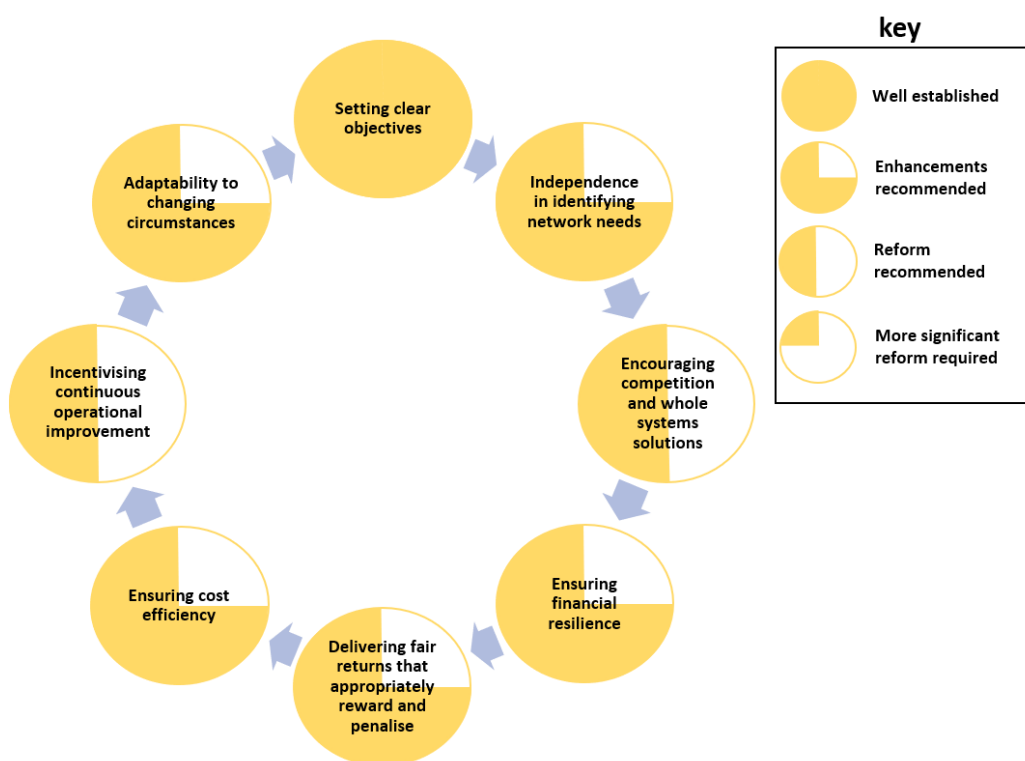 key
Well established
Enhancements
recommended
Reform
recommended
More significant
reform required
Setting clear
objectives
Independence
in identifying
network needs
Encouraging
competition
and whole
systems
solutions
Ensuring
financial
resilience
Delivering fair
returns that
appropriately
reward and
penalise
Ensuring cost
efficiency
Incentivising
continuous
operational
improvement
Adaptability to
changing
circumstances